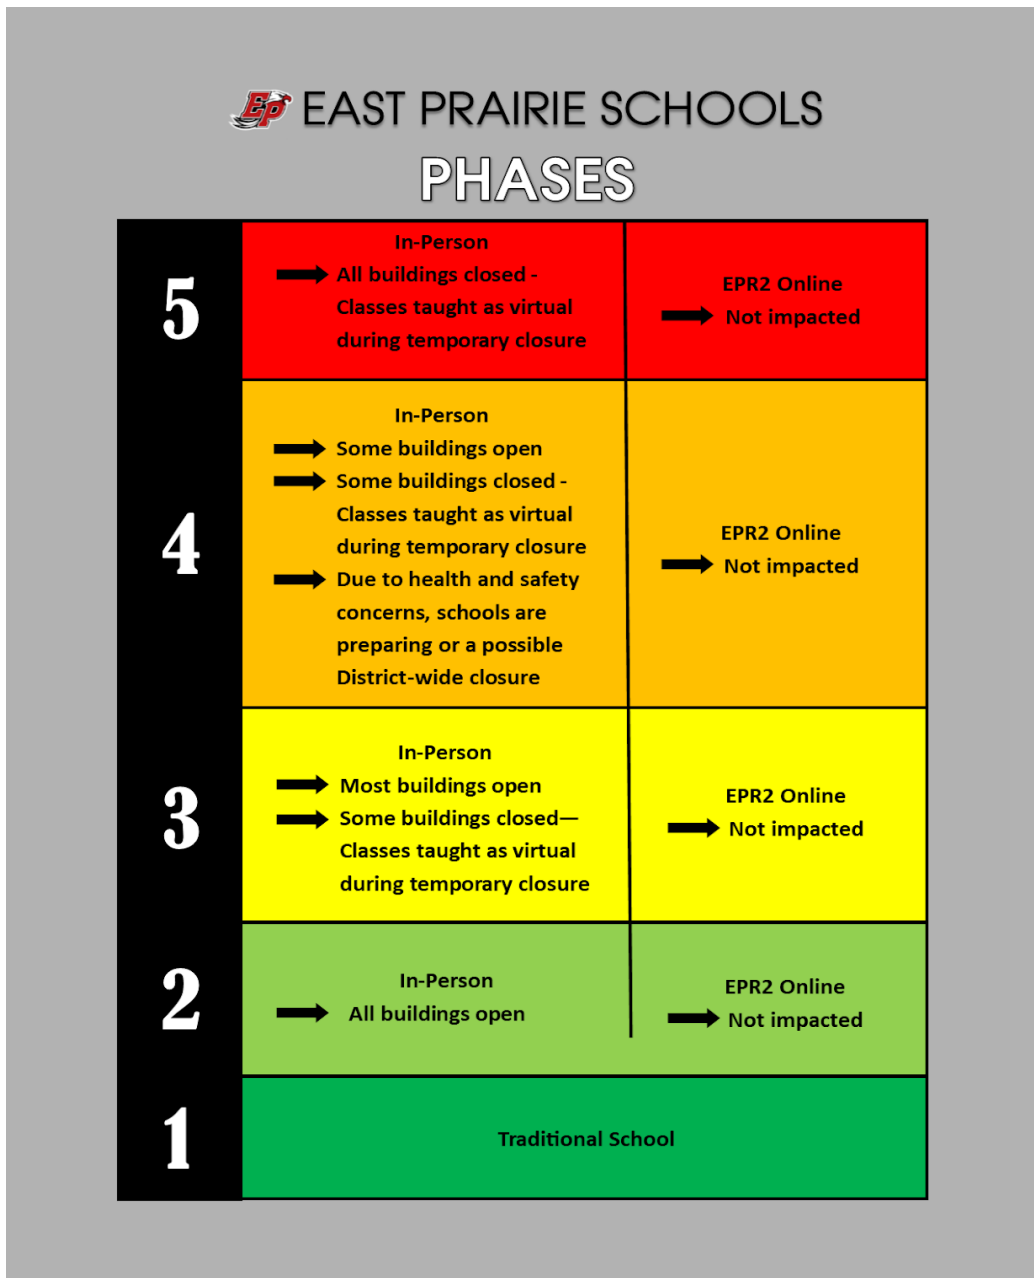 EP EAST PRAIRIE SCHOOLS
PHASES
5
In-Person
All buildings closed -
Classes taught as virtual
during temporary closure
EPR2 Online
Not impacted
4
In-Person
Some buildings open
Some buildings closed -
Classes taught as virtual
during temporary closure
Due to health and safety
concerns, schools are
preparing or a possible
District-wide closure
EPR2 Online
Not impacted
3
In-Person
Most buildings open
Some buildings closed—
Classes taught as virtual
during temporary closure
EPR2 Online
Not impacted
2
In-Person
All buildings open
EPR2 Online
Not impacted
1
Traditional School